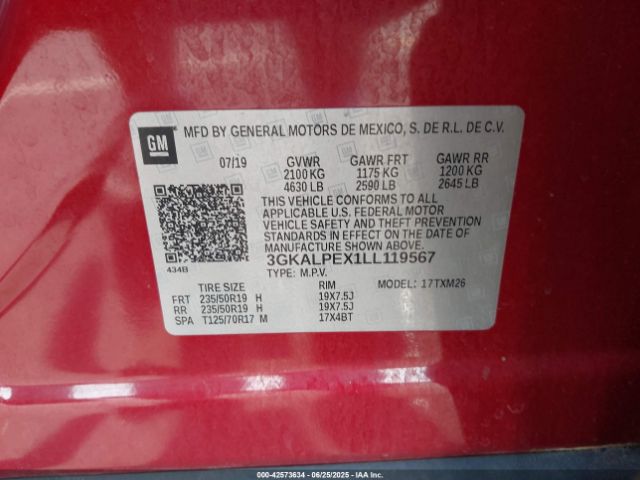 GM
MFD BY GENERAL MOTORS DE MEXICO, S. DE R.L. DE C.V.
07/19 GVWR GAWR FRT GAWR RR
2100 KG 1175 KG 1200 KG
4630 LB 2590 LB 2645 LB
THIS VEHICLE CONFORMS TO ALL
APPLICABLE U.S. FEDERAL MOTOR
VEHICLE SAFETY AND THEFT PREVENTION
STANDARDS IN EFFECT ON THE DATE OF
MANUFACTURE SHOWN ABOVE.
3GKALPEX1LL119567
434B
TYPE: M.P.V. MODEL: 17TXM26
TIRE SIZE RIM
FRT 235/50R19 H 19X7.5J
RR 235/50R19 H 19X7.5J
SPA T125/70R17 M 17X4BT
00-42573634 | 06/25/2025 - IAA, Inc.